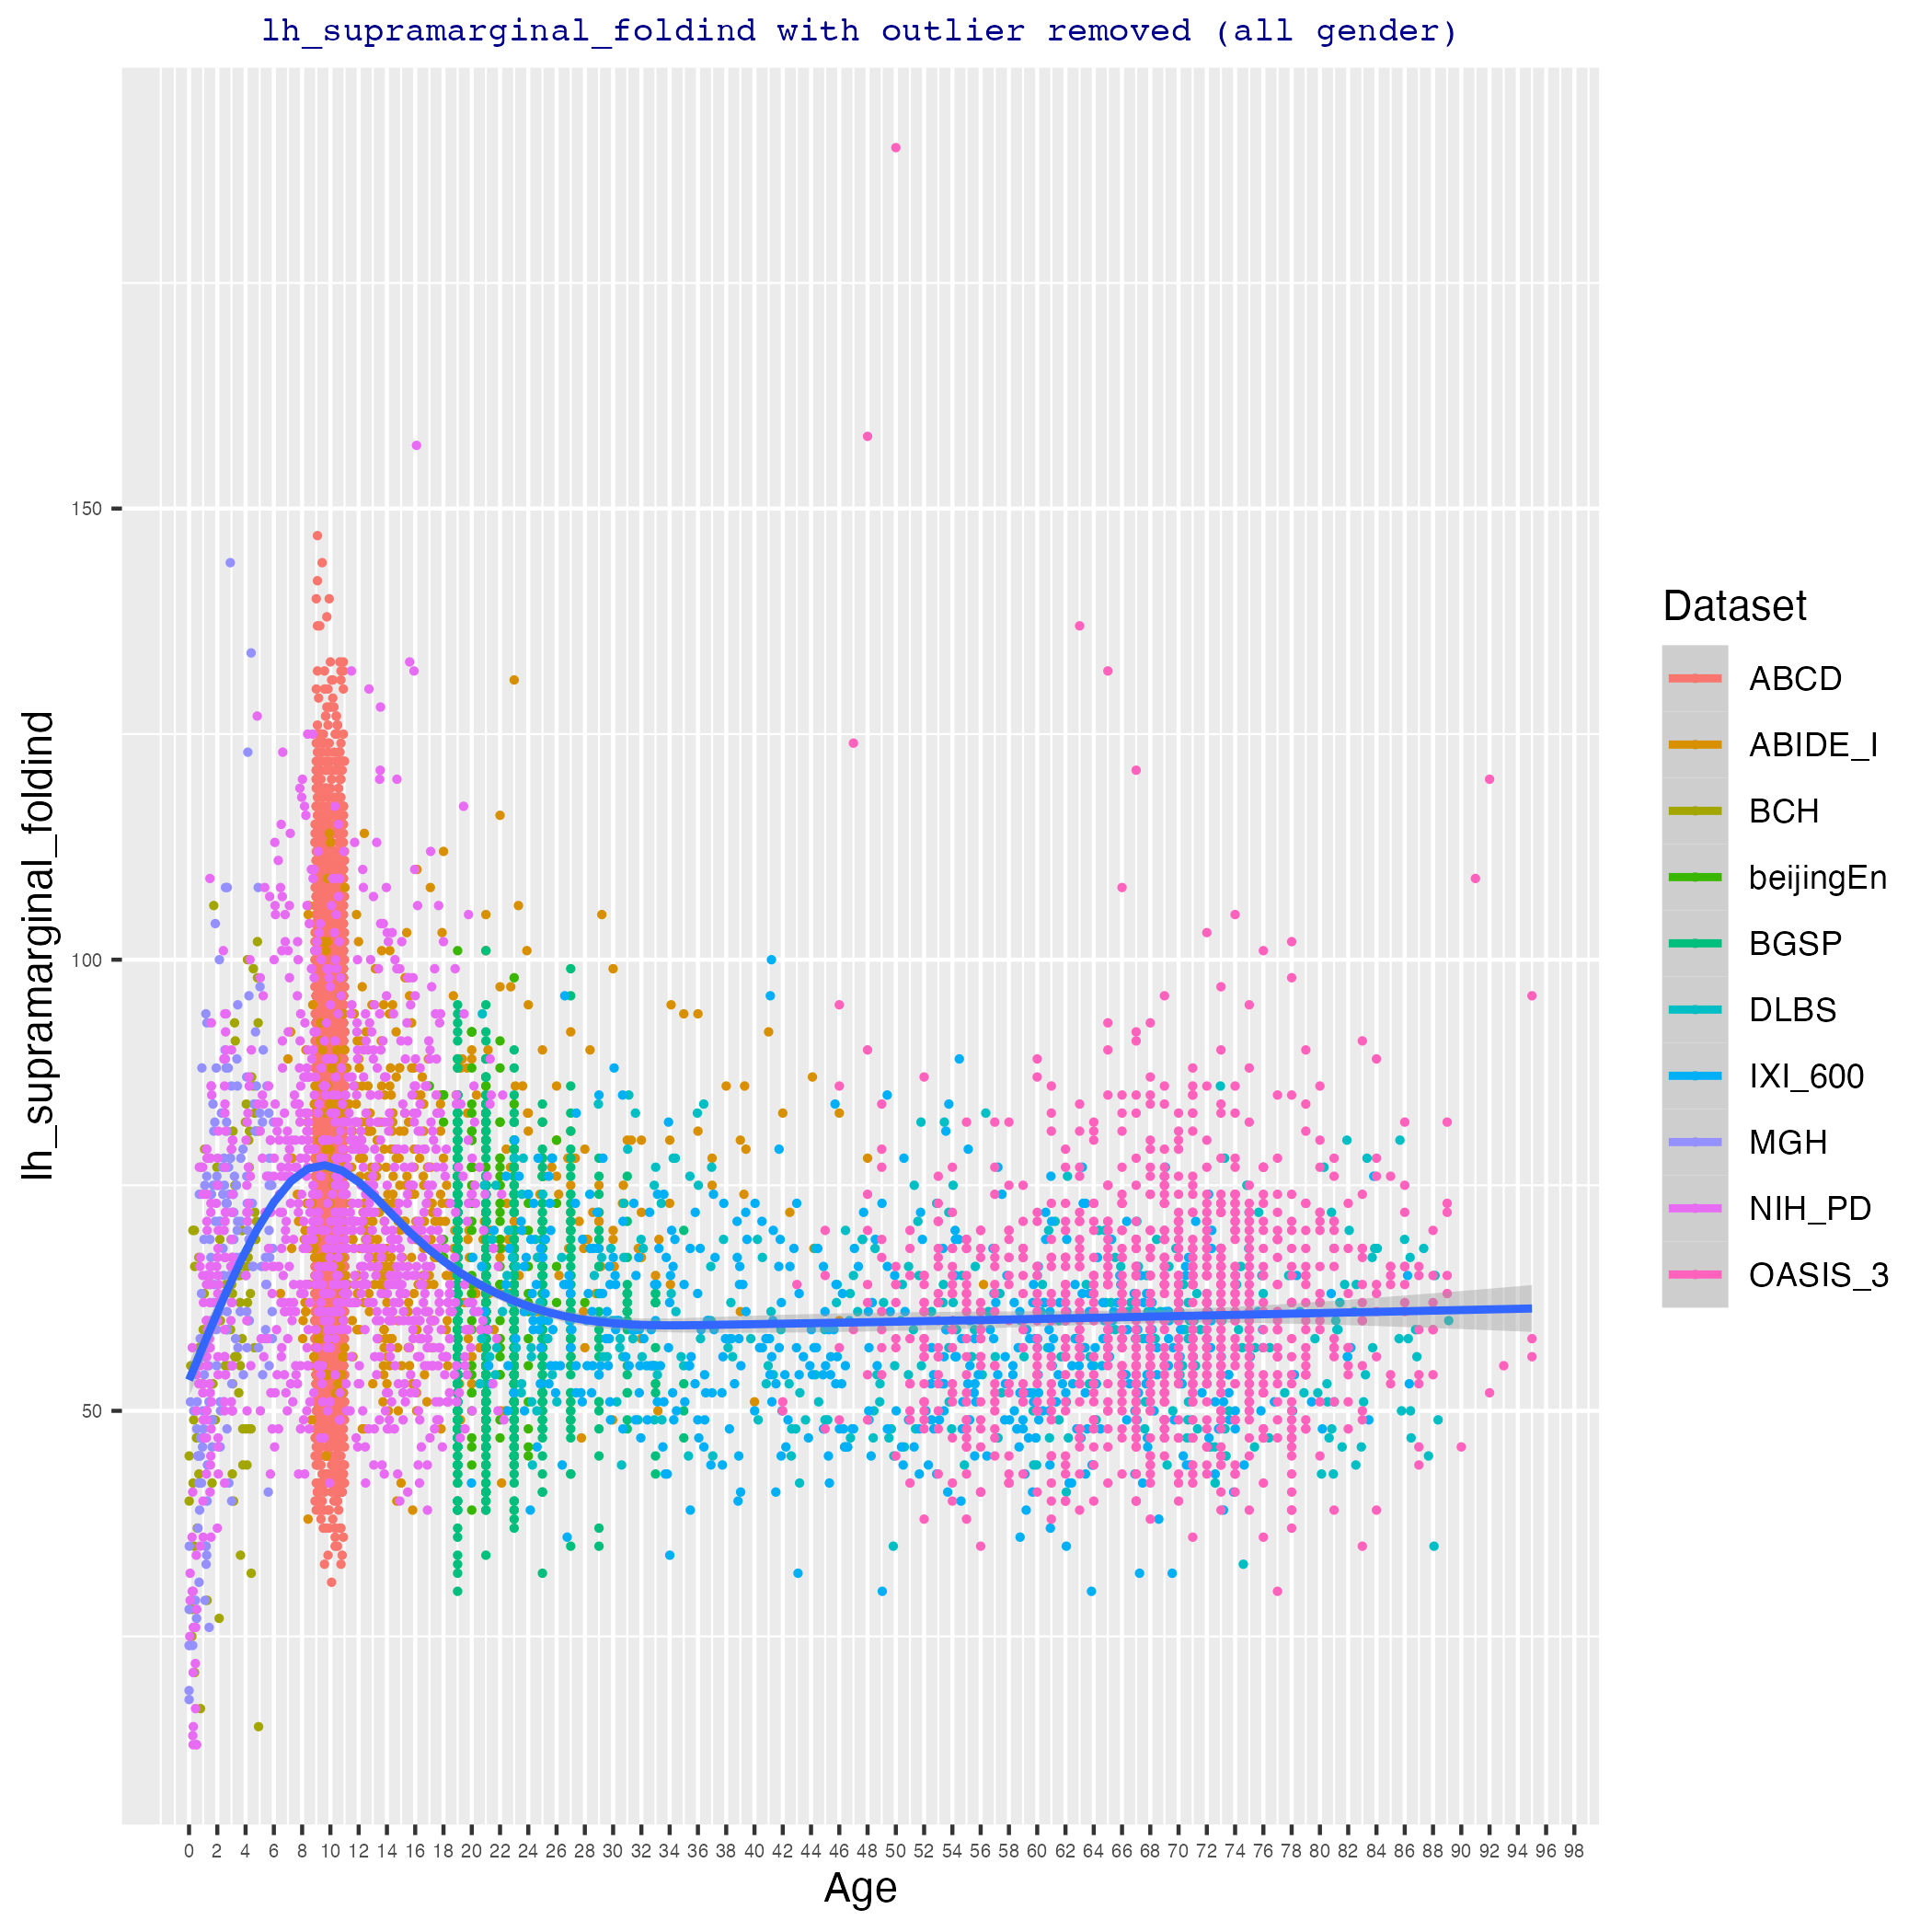 lh_supramarginal_foldind with outlier removed (all gender)
lh_supramarginal_foldind
150
100
50
0 2 4 6 8 10 12 14 16 18 20 22 24 26 28 30 32 34 36 38 40 42 44 46 48 50 52 54 56 58 60 62 64 66 68 70 72 74 76 78 80 82 84 86 88 90 92 94 96 98
Age
Dataset
ABCD
ABIDE_I
BCH
beijingEn
BGSP
DLBS
IXI_600
MGH
NIH_PD
OASIS_3